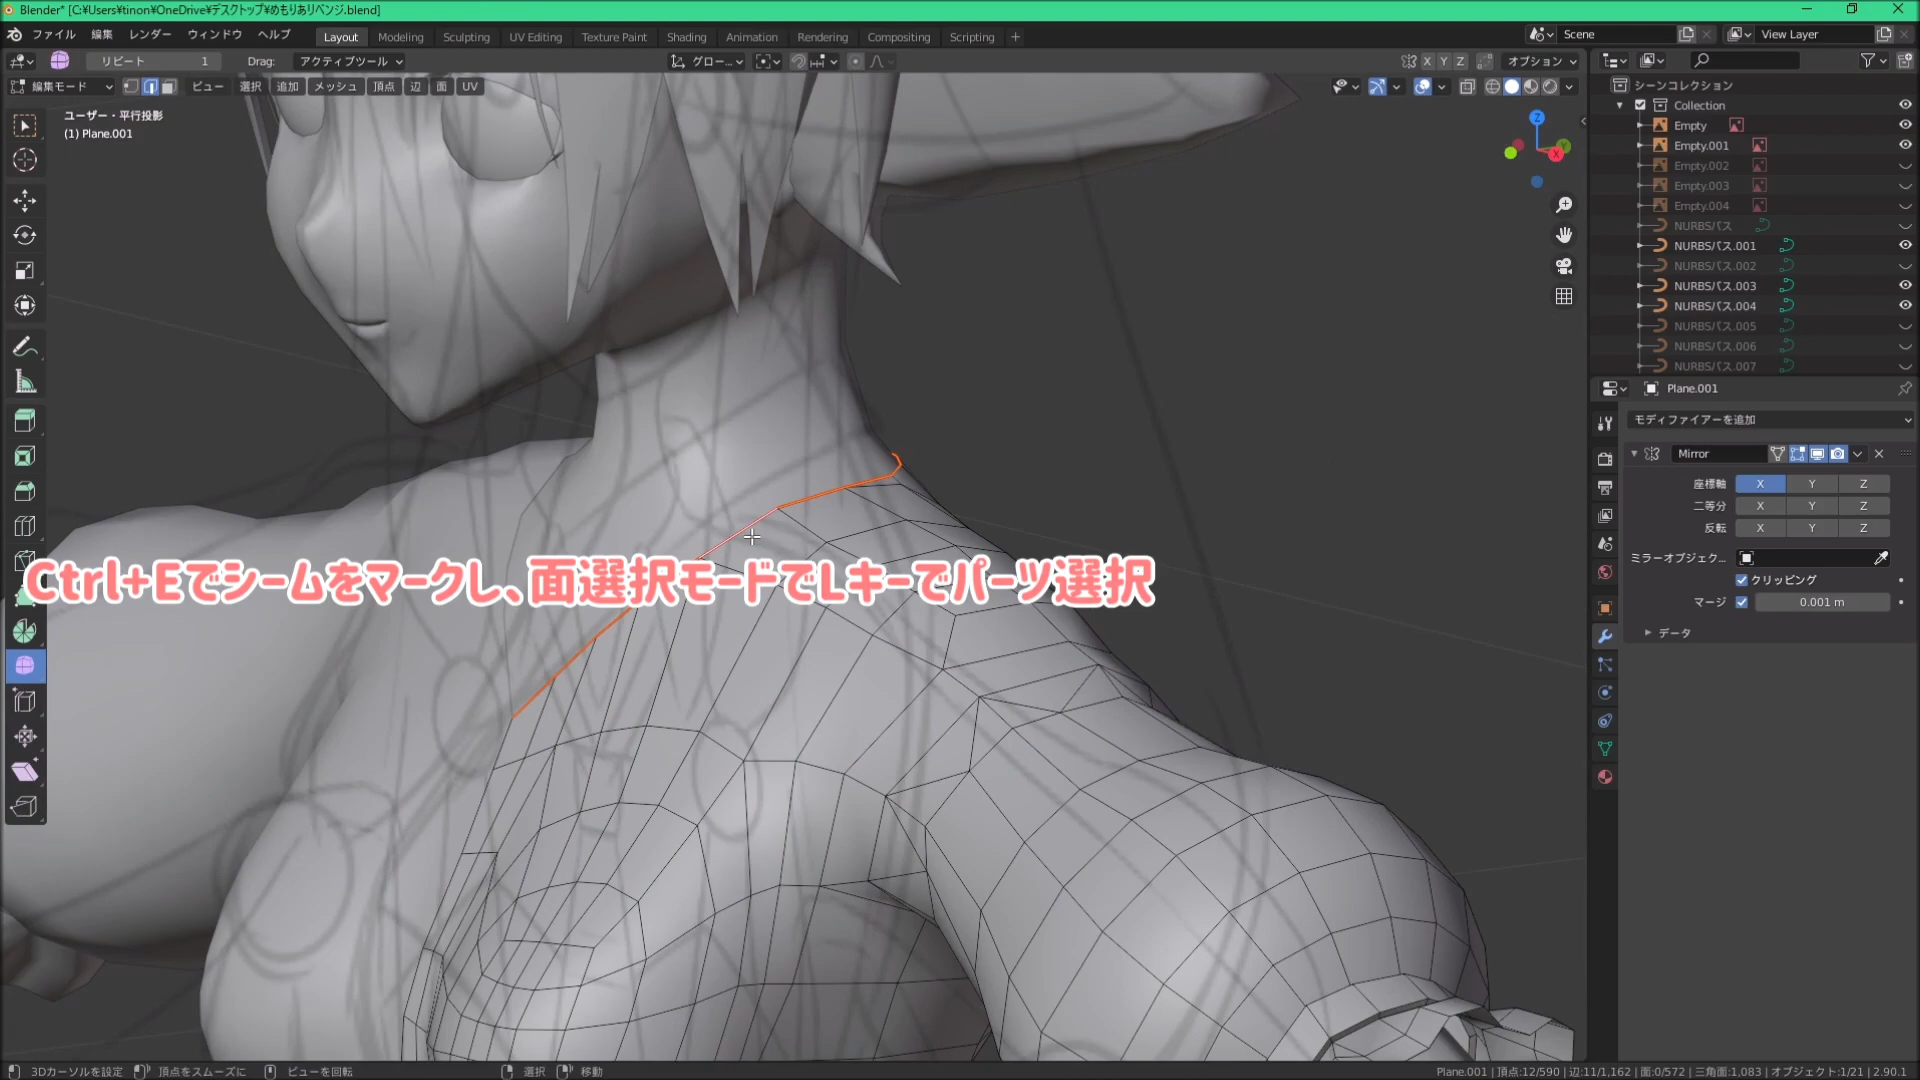 Blender* [C:¥Users¥tinon¥OneDrive¥デスクトップ¥めもりありベンジ.blend]
ファイル 編集 レンダー ウィンドウ ヘルプ Layout Modeling Sculpting UV Editing Texture Paint Shading Animation Rendering Compositing Scripting + Scene View Layer
リピート 1 Drag: アクティブツール グロー... X Y Z オプション
編集モード ビュー 選択 追加 メッシュ 頂点 辺 面 UV
ユーザー・平行投影
(1) Plane.001
Z
X
シーンコレクション
Collection
Empty
Empty.001
Empty.002
Empty.003
Empty.004
NURBSパス
NURBSパス.001
NURBSパス.002
NURBSパス.003
NURBSパス.004
NURBSパス.005
NURBSパス.006
NURBSパス.007
Plane.001
モディファイアーを追加
Mirror
座標軸 X Y Z
二等分 X Y Z
反転 X Y Z
ミラーオブジェク...
クリッピング
マージ 0.001 m
データ
Ctrl+Eでシームをマークし、面選択モードでLキーでパーツ選択
3Dカーソルを設定 頂点をスムーズに ビューを回転 選択 移動 Plane.001 | 頂点:12/590 | 辺:11/1,162 | 面:0/572 | 三角面:1,083 | オブジェクト:1/21 | 2.90.1